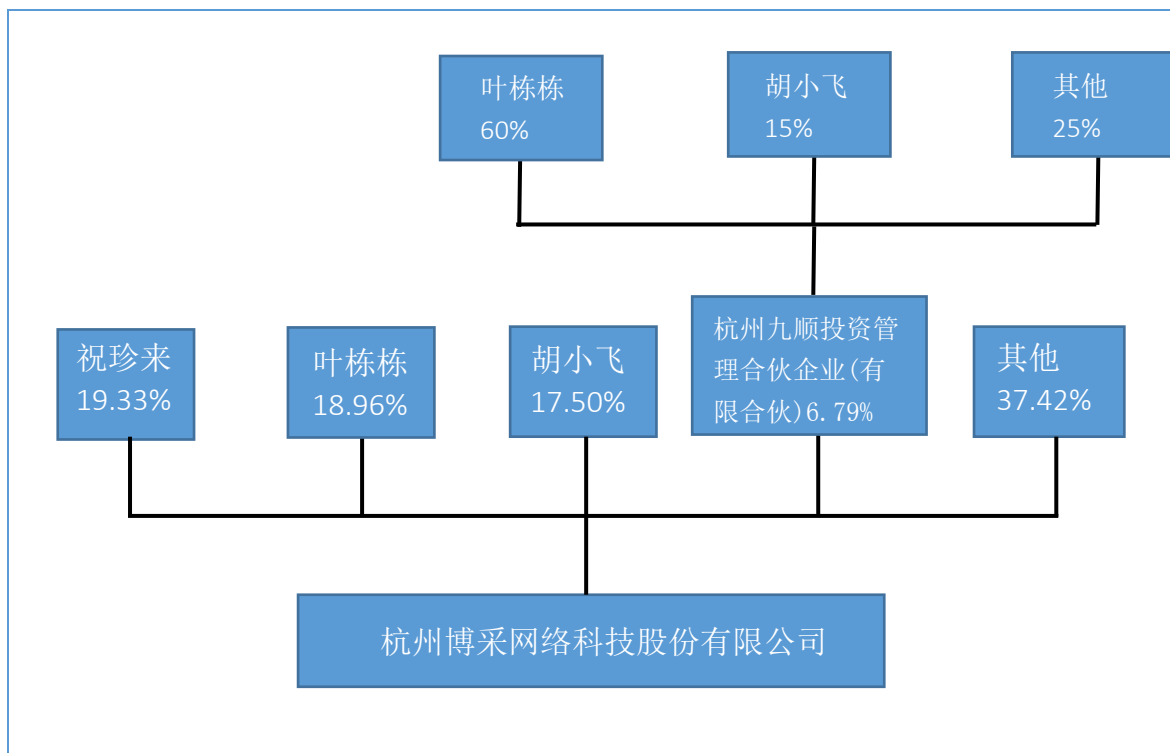 叶栋栋
60%
胡小飞
15%
其他
25%
祝珍来
19.33%
叶栋栋
18.96%
胡小飞
17.50%
杭州九顺投资管
理合伙企业(有
限合伙)6.79%
其他
37.42%
杭州博采网络科技股份有限公司